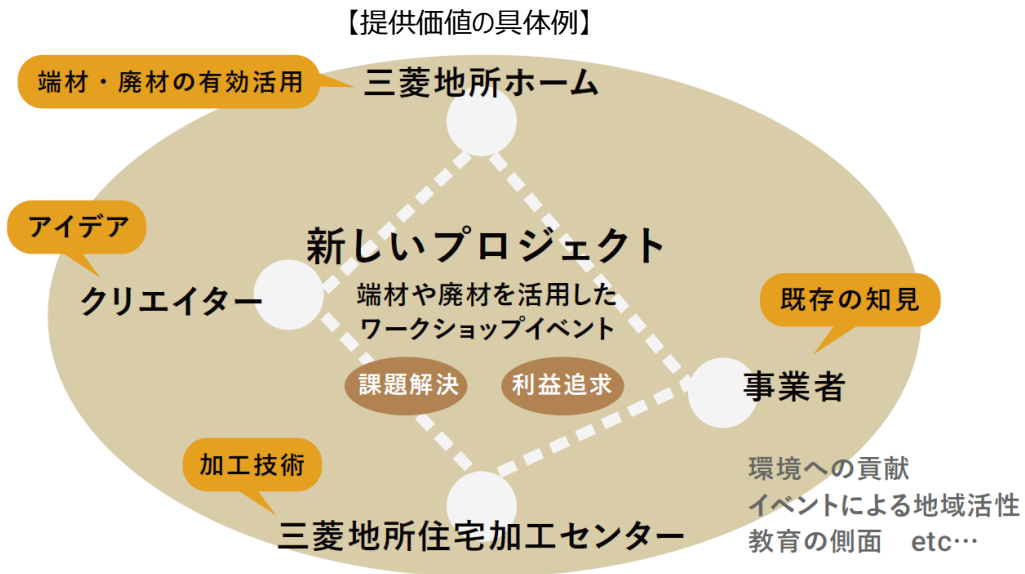 【提供価値の具体例】
端材・廃材の有効活用
三菱地所ホーム
アイデア
クリエイター
新しいプロジェクト
端材や廃材を活用した
ワークショップイベント
課題解決
利益追求
既存の知見
事業者
加工技術
三菱地所住宅加工センター
環境への貢献
イベントによる地域活性
教育の側面　etc…